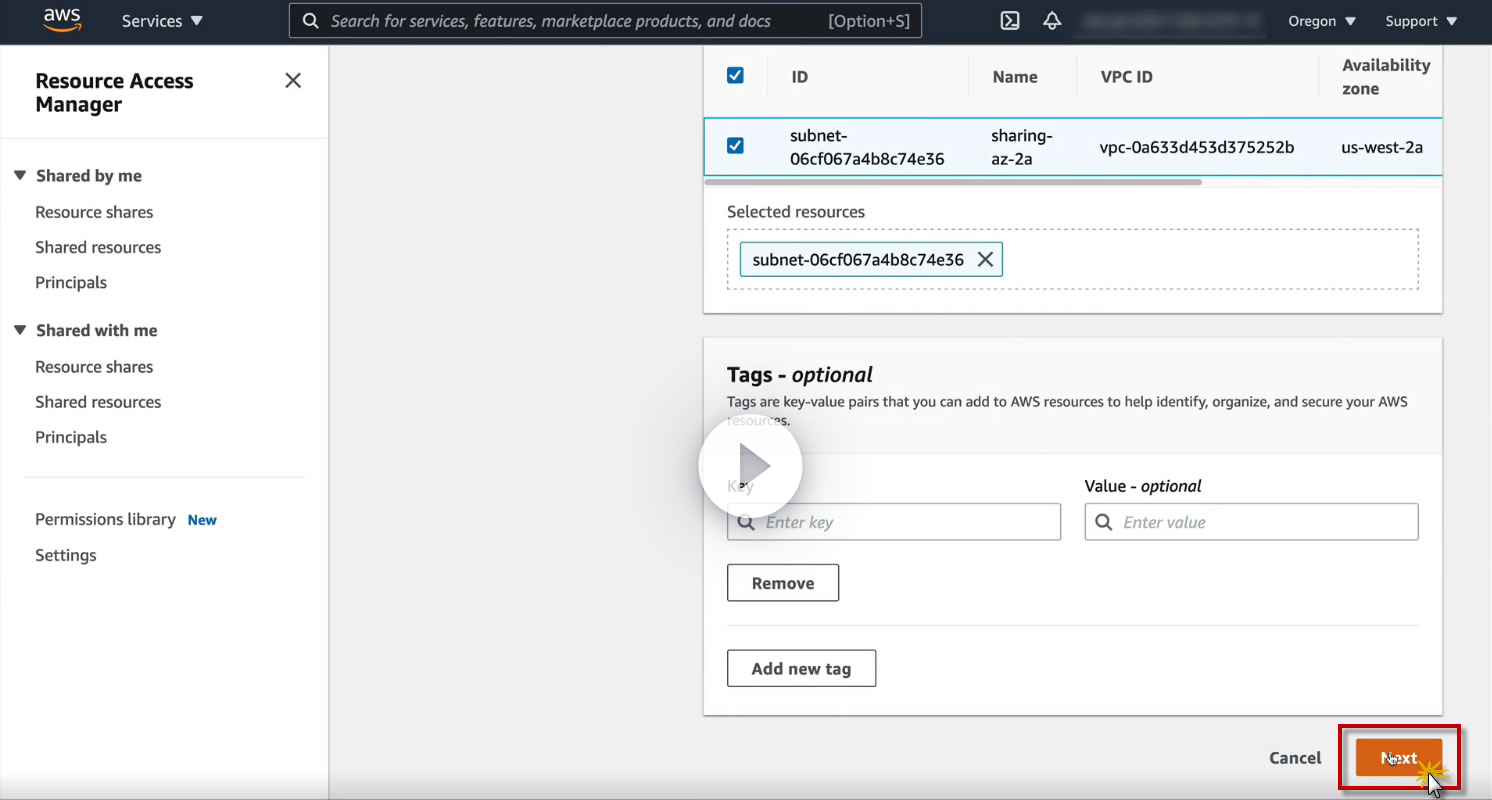 aws
Services
Search for services, features, marketplace products, and docs
[Option+S]
Oregon
Support
Resource Access
Manager
Shared by me
Resource shares
Shared resources
Principals
Shared with me
Resource shares
Shared resources
Principals
Permissions library New
Settings
ID
Name
VPC ID
Availability
zone
subnet-
06cf067a4b8c74e36
sharing-
az-2a
vpc-0a633d453d375252b
us-west-2a
Selected resources
subnet-06cf067a4b8c74e36
Tags - optional
Tags are key-value pairs that you can add to AWS resources to help identify, organize, and secure your AWS
resources.
Key
Enter key
Value - optional
Enter value
Remove
Add new tag
Cancel
Next